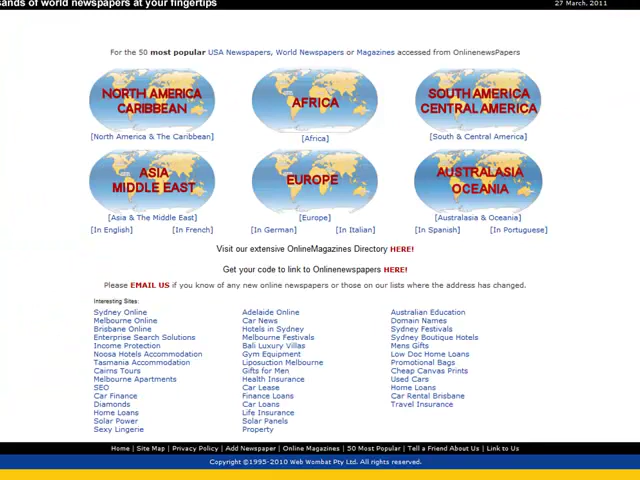 sands of world newspapers at your fingertips
27 March, 2011
For the 50 most popular USA Newspapers, World Newspapers or Magazines accessed from OnlinenewsPapers
NORTH AMERICA
CARIBBEAN
AFRICA
SOUTH AMERICA
CENTRAL AMERICA
[North America & The Caribbean]
[Africa]
[South & Central America]
ASIA
MIDDLE EAST
EUROPE
AUSTRALASIA
OCEANIA
[Asia & The Middle East]
[Europe]
[Australasia & Oceania]
[In English]
[In French]
[In German]
[In Italian]
[In Spanish]
[In Portuguese]
Visit our extensive OnlineMagazines Directory HERE!
Get your code to link to Onlinenewspapers HERE!
Please EMAIL US if you know of any new online newspapers or those on our lists where the address has changed.
Interesting Sites:
Sydney Online
Melbourne Online
Brisbane Online
Enterprise Search Solutions
Income Protection
Noosa Hotels Accommodation
Tasmania Accommodation
Cairns Tours
Melbourne Apartments
SEO
Car Finance
Diamonds
Home Loans
Solar Power
Sexy Lingerie
Adelaide Online
Car News
Hotels in Sydney
Melbourne Festivals
Bali Luxury Villas
Gym Equipment
Liposuction Melbourne
Gifts for Men
Health Insurance
Car Lease
Finance Loans
Car Loans
Life Insurance
Solar Panels
Property
Australian Education
Domain Names
Sydney Festivals
Sydney Boutique Hotels
Mens Gifts
Low Doc Home Loans
Promotional Bags
Cheap Canvas Prints
Used Cars
Home Loans
Car Rental Brisbane
Travel Insurance
Home | Site Map | Privacy Policy | Add Newspaper | Online Magazines | 50 Most Popular | Tell a Friend About Us | Link to Us
Copyright ©1995-2010 Web Wombat Pty Ltd. All rights reserved.